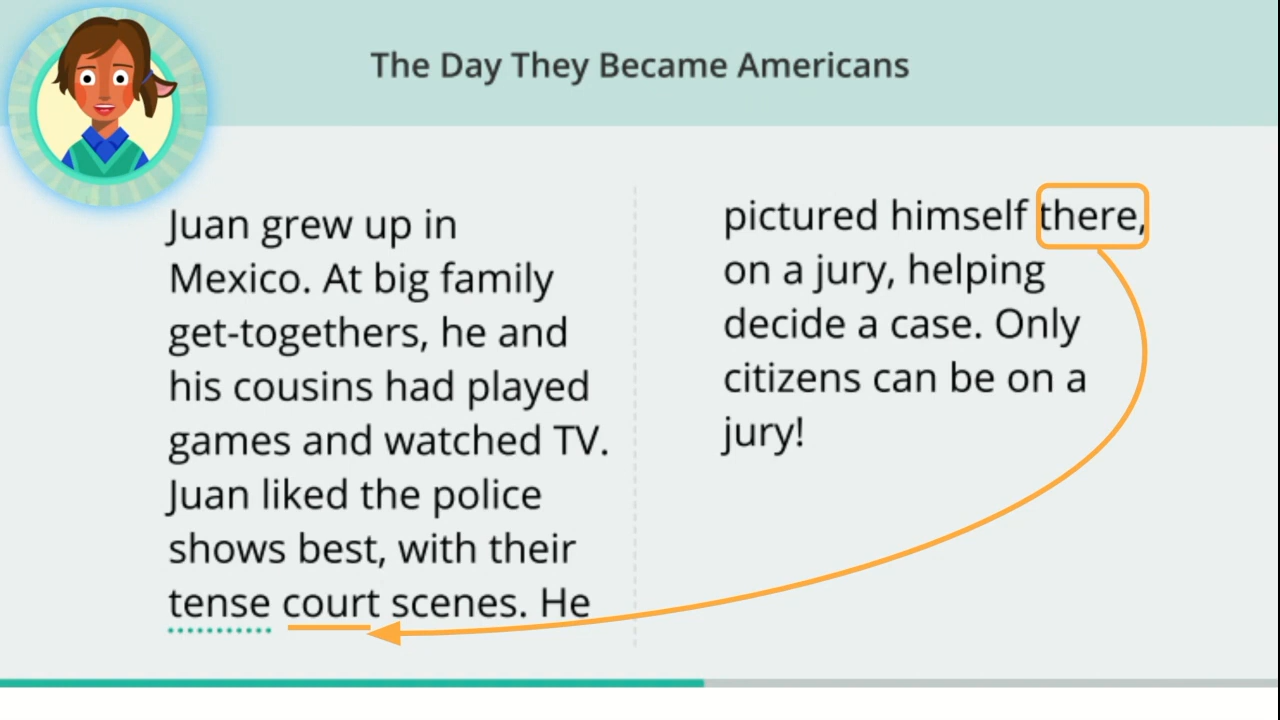 The Day They Became Americans
Juan grew up in
Mexico. At big family
get-togethers, he and
his cousins had played
games and watched TV.
Juan liked the police
shows best, with their
tense court scenes. He
pictured himself there,
on a jury, helping
decide a case. Only
citizens can be on a
jury!